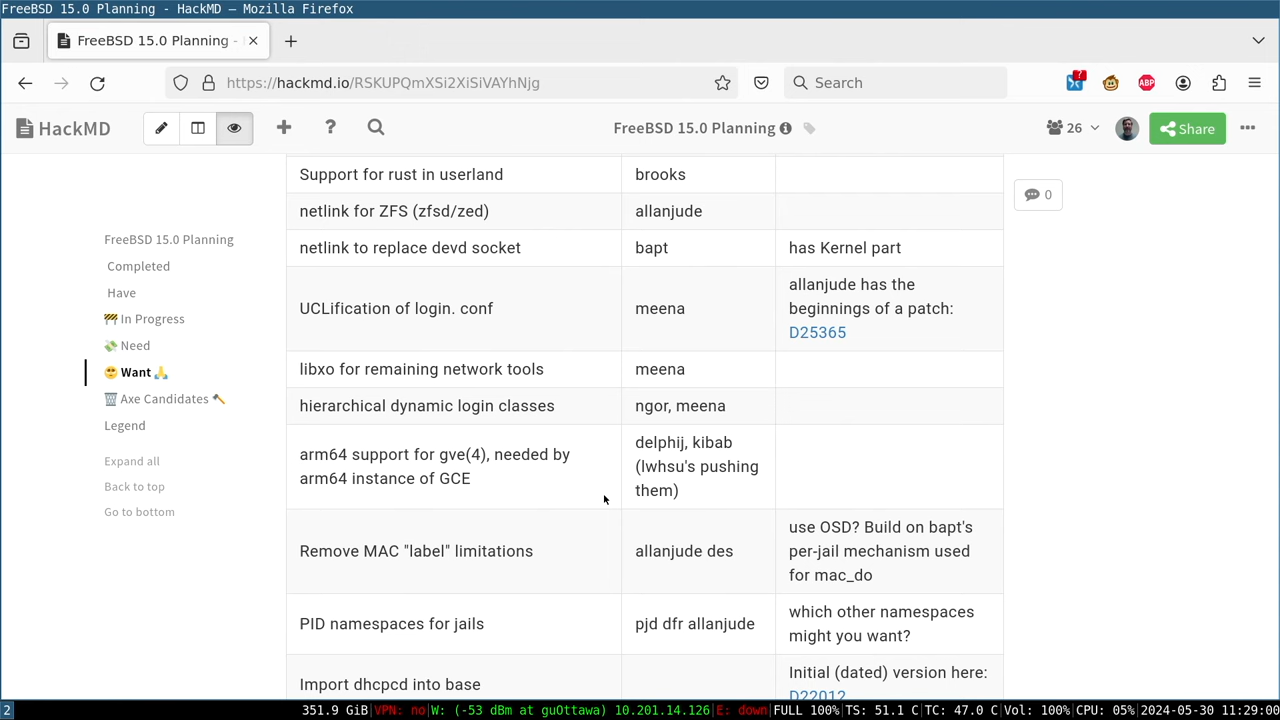 FreeBSD 15.0 Planning - HackMD — Mozilla Firefox
FreeBSD 15.0 Planning -
https://hackmd.io/RSKUPOmXSi2XiSiVAYhNjg
Search
?
ABP
HackMD
FreeBSD 15.0 Planning
26
Share
0
FreeBSD 15.0 Planning
Completed
Have
🚧 In Progress
💸 Need
🥺 Want 🙏
🗑️ Axe Candidates 🪓
Legend
Expand all
Back to top
Go to bottom
Support for rust in userland brooks
netlink for ZFS (zfsd/zed) allanjude
netlink to replace devd socket bapt has Kernel part
UCLification of login. conf meena allanjude has the
beginnings of a patch:
D25365
libxo for remaining network tools meena
hierarchical dynamic login classes ngor, meena
arm64 support for gve(4), needed by
arm64 instance of GCE
delphij, kibab
(lwhsu's pushing
them)
Remove MAC "label" limitations allanjude des
use OSD? Build on bapt's
per-jail mechanism used
for mac_do
PID namespaces for jails pjd dfr allanjude
which other namespaces
might you want?
Import dhcpcd into base
Initial (dated) version here:
D22012
2 351.9 GiB|VPN: no|W: (-53 dBm at guOttawa) 10.201.14.126|E: down|FULL 100%|TS: 51.1 C|TC: 47.0 C|Vol: 100%|CPU: 05%|2024-05-30 11:29:00